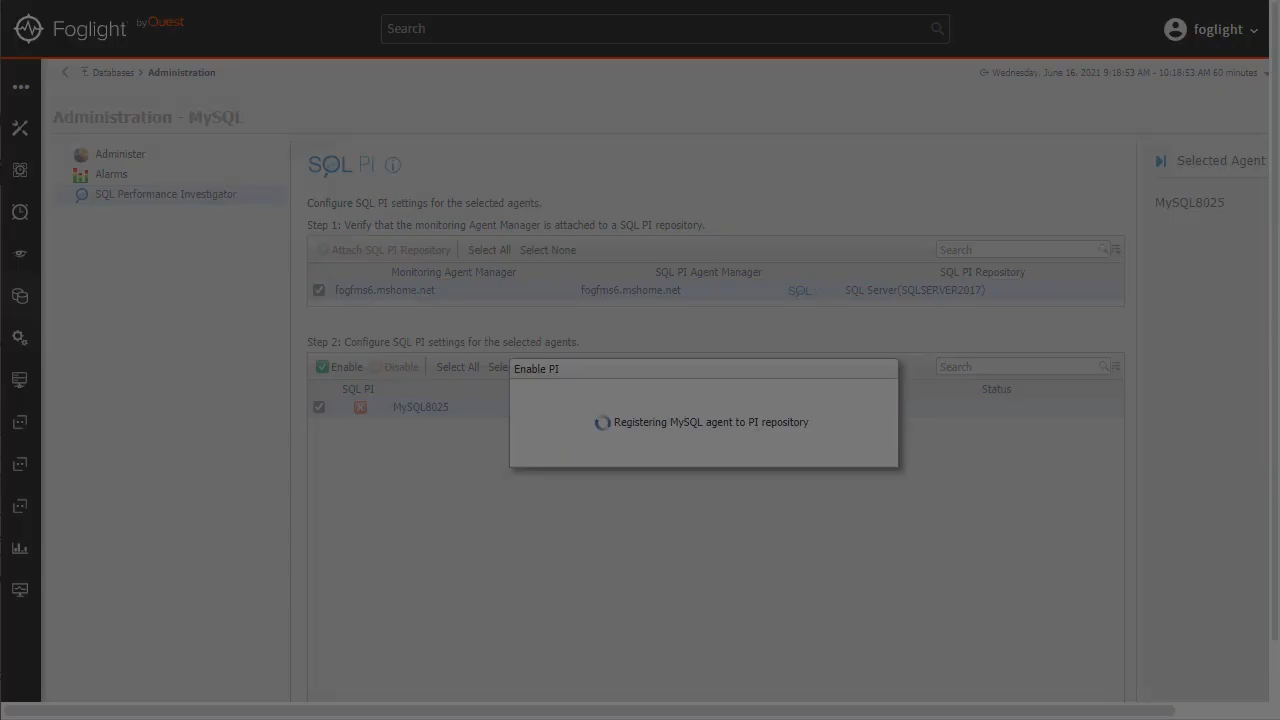 Foglight by Quest
Search
foglight
Databases > Administration
Wednesday, June 16, 2021 9:18:53 AM - 10:18:53 AM 60 minutes
Administration - MySQL
Administer
Alarms
SQL Performance Investigator
SQL PI
Selected Agent
MySQL8025
Configure SQL PI settings for the selected agents.
Step 1: Verify that the monitoring Agent Manager is attached to a SQL PI repository.
Attach SQL PI Repository Select All Select None Search
Monitoring Agent Manager SQL PI Agent Manager SQL PI Repository
fogfms6.mshome.net fogfms6.mshome.net SQL SQL Server(SQLSERVER2017)
Step 2: Configure SQL PI settings for the selected agents.
Enable Disable Select All Sele Search
SQL PI Status
MySQL8025
Enable PI
Registering MySQL agent to PI repository